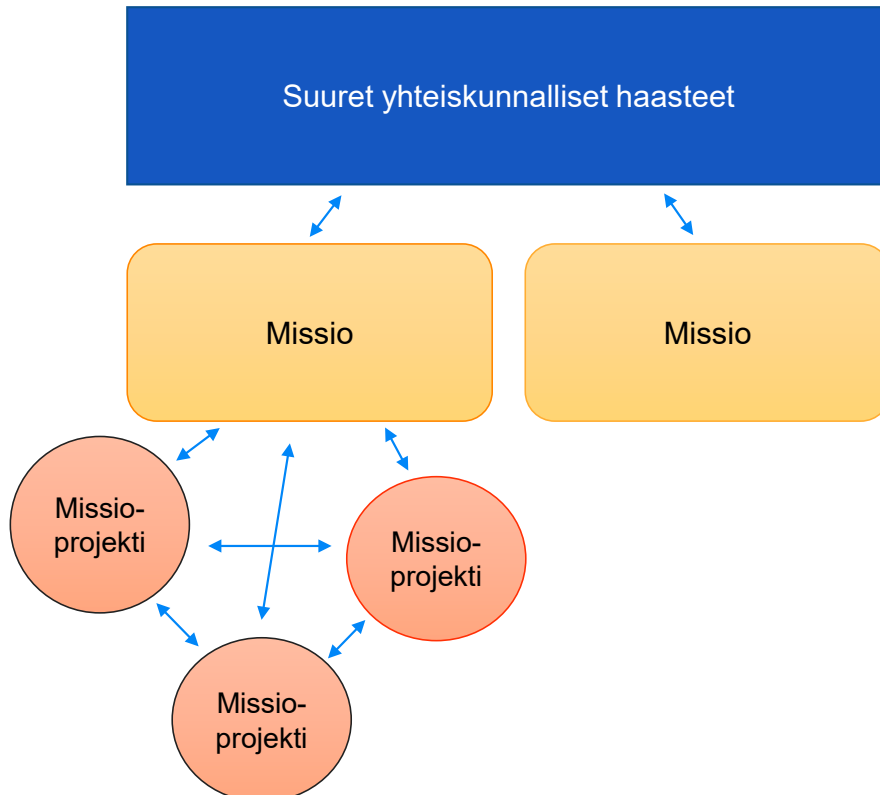 Suuret yhteiskunnalliset haasteet
Missio
Missio
Missio-
projekti
Missio-
projekti
Missio-
projekti